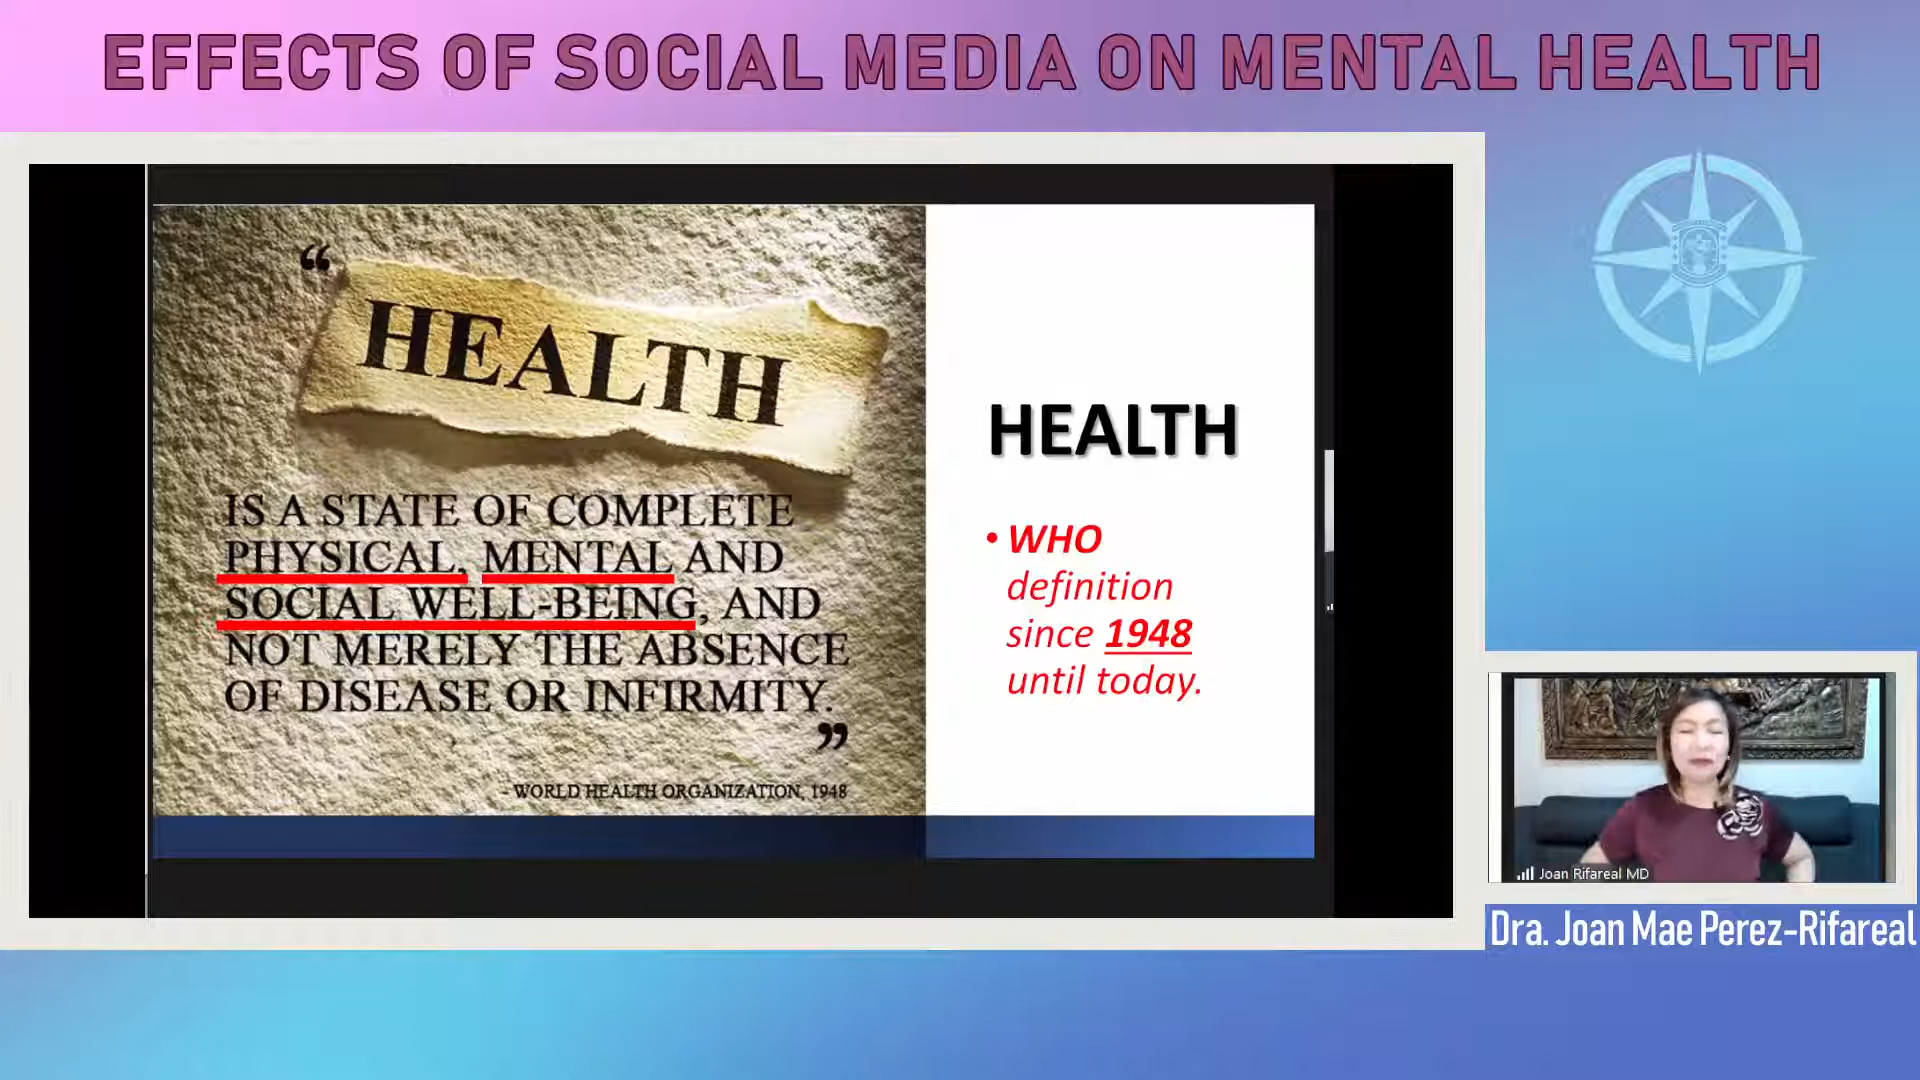 EFFECTS OF SOCIAL MEDIA ON MENTAL HEALTH
“
HEALTH
IS A STATE OF COMPLETE
PHYSICAL, MENTAL AND
SOCIAL WELL-BEING, AND
NOT MERELY THE ABSENCE
OF DISEASE OR INFIRMITY.
”
- WORLD HEALTH ORGANIZATION, 1948
HEALTH
• WHO
definition
since 1948
until today.
Joan Rifareal MD
Dra. Joan Mae Perez-Rifareal